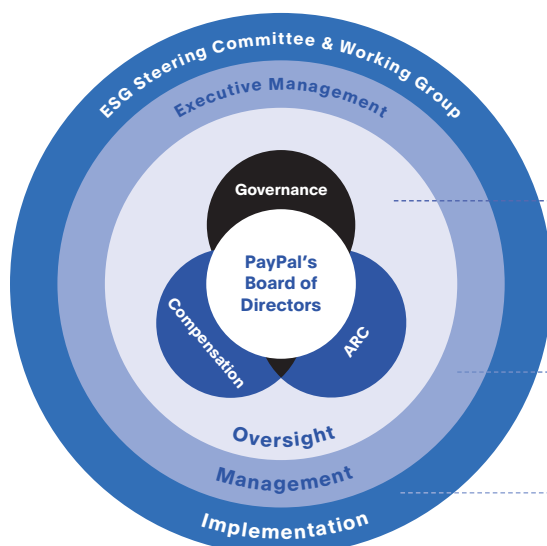 ESG Steering Committee & Working Group
Executive Management
Governance
PayPal's
Board of
Directors
Compensation
ARC
Oversight
Management
Implementation